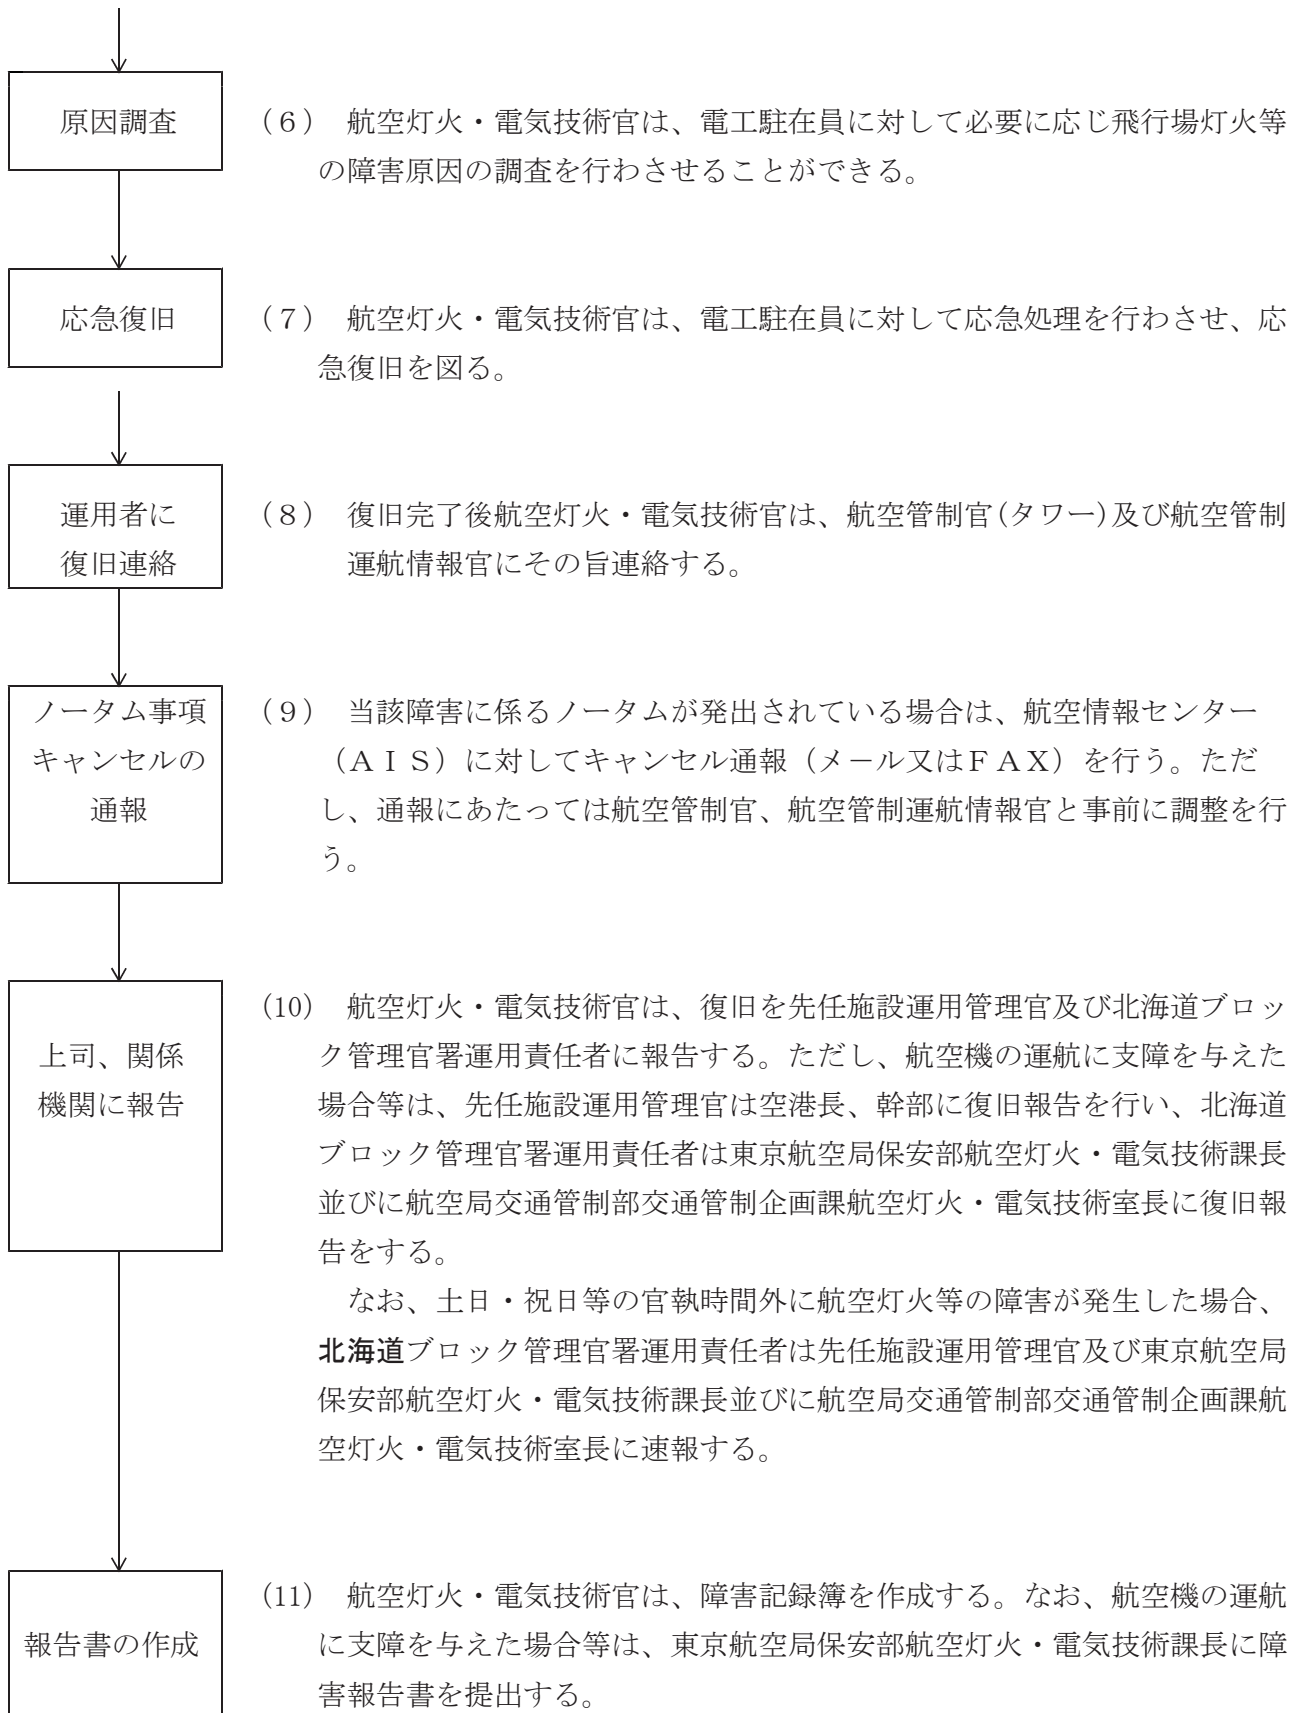 原因調査
(６)　航空灯火・電気技術官は、電工駐在員に対して必要に応じ飛行場灯火等
の障害原因の調査を行わさせることができる。
応急復旧
(７)　航空灯火・電気技術官は、電工駐在員に対して応急処理を行わさせ、応
急復旧を図る。
運用者に
復旧連絡
(８)　復旧完了後航空灯火・電気技術官は、航空管制官(タワー)及び航空管制
運航情報官にその旨連絡する。
ノータム事項
キャンセルの
通報
(９)　当該障害に係るノータムが発出されている場合は、航空情報センター
（ＡＩＳ）に対してキャンセル通報（メール又はＦＡＸ）を行う。ただ
し、通報にあたっては航空管制官、航空管制運航情報官と事前に調整を行
う。
上司、関係
機関に報告
(10)　航空灯火・電気技術官は、復旧を先任施設運用管理官及び北海道ブロッ
ク管理官署運用責任者に報告する。ただし、航空機の運航に支障を与えた
場合等は、先任施設運用管理官は空港長、幹部に復旧報告を行い、北海道
ブロック管理官署運用責任者は東京航空局保安部航空灯火・電気技術課長
並びに航空局交通管制部交通管制企画課航空灯火・電気技術室長に復旧報
告をする。
なお、土日・祝日等の官執時間外に航空灯火等の障害が発生した場合、
北海道ブロック管理官署運用責任者は先任施設運用管理官及び東京航空局
保安部航空灯火・電気技術課長並びに航空局交通管制部交通管制企画課航
空灯火・電気技術室長に速報する。
報告書の作成
(11)　航空灯火・電気技術官は、障害記録簿を作成する。なお、航空機の運航
に支障を与えた場合等は、東京航空局保安部航空灯火・電気技術課長に障
害報告書を提出する。